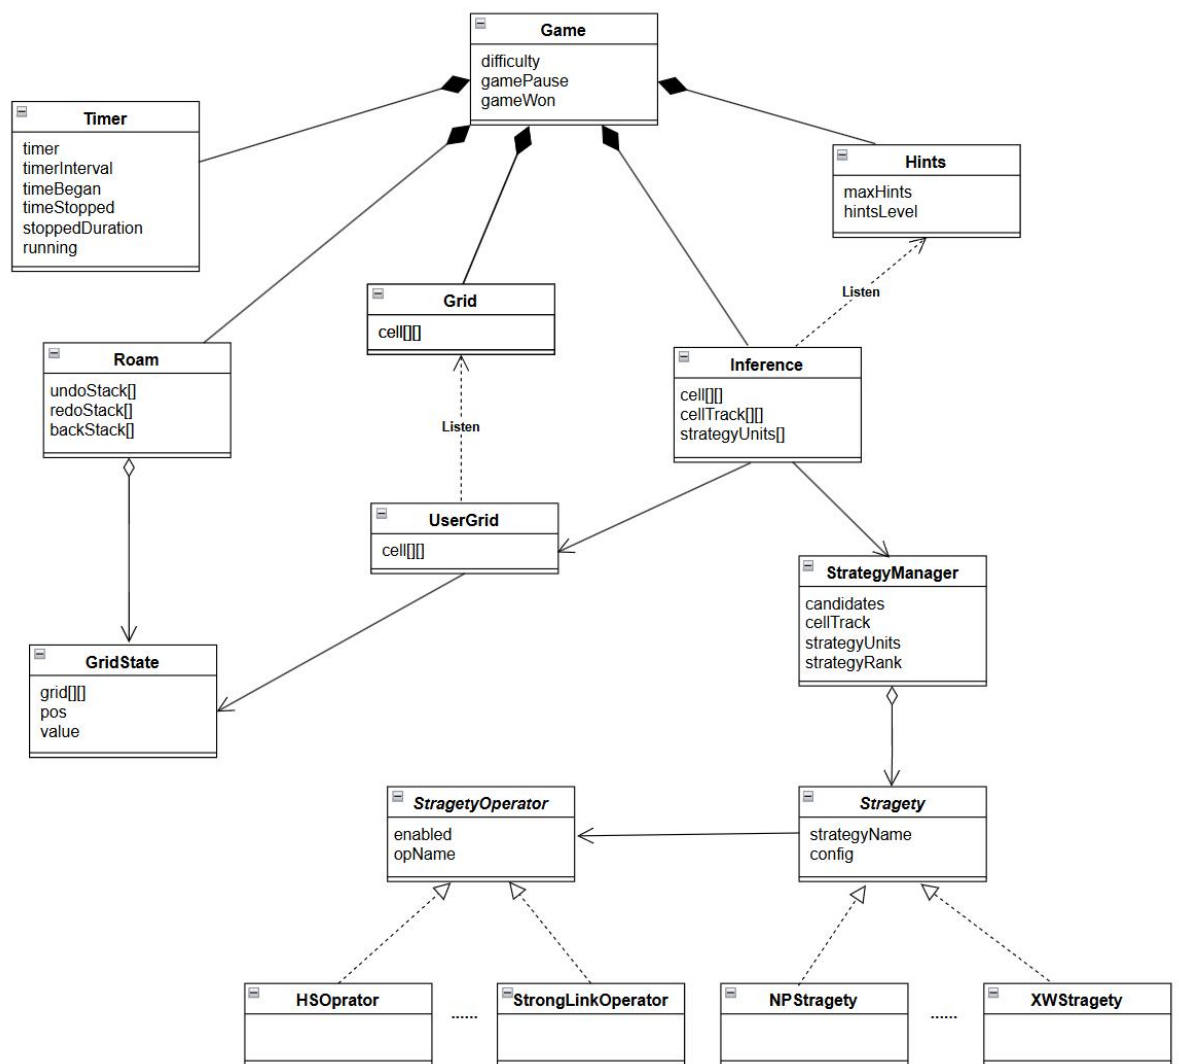 Game
difficulty
gamePause
gameWon
Timer
timer
timerInterval
timeBegan
timeStopped
stoppedDuration
running
Hints
maxHints
hintsLevel
Listen
Grid
cell[][]
Roam
undoStack[]
redoStack[]
backStack[]
Inference
cell[][]
cellTrack[][]
strategyUnits[]
Listen
UserGrid
cell[][]
StrategyManager
candidates
cellTrack
strategyUnits
strategyRank
GridState
grid[][]
pos
value
StragetyOperator
enabled
opName
Stragety
strategyName
config
HSOprator
......
StrongLinkOperator
NPStragety
......
XWStragety